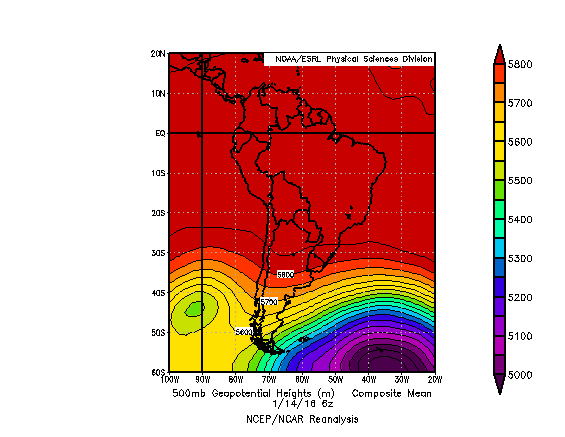 NOAA/ESRL Physical Sciences Division
20N
10N
EQ
10S
20S
30S
40S
50S
60S
5800
5700
5600
100W 90W 80W 70W 60W 50W 40W 30W 20W
5800
5700
5600
5500
5400
5300
5200
5100
5000
500mb Geopotential Heights (m) Composite Mean
1/14/16 6z
NCEP/NCAR Reanalysis